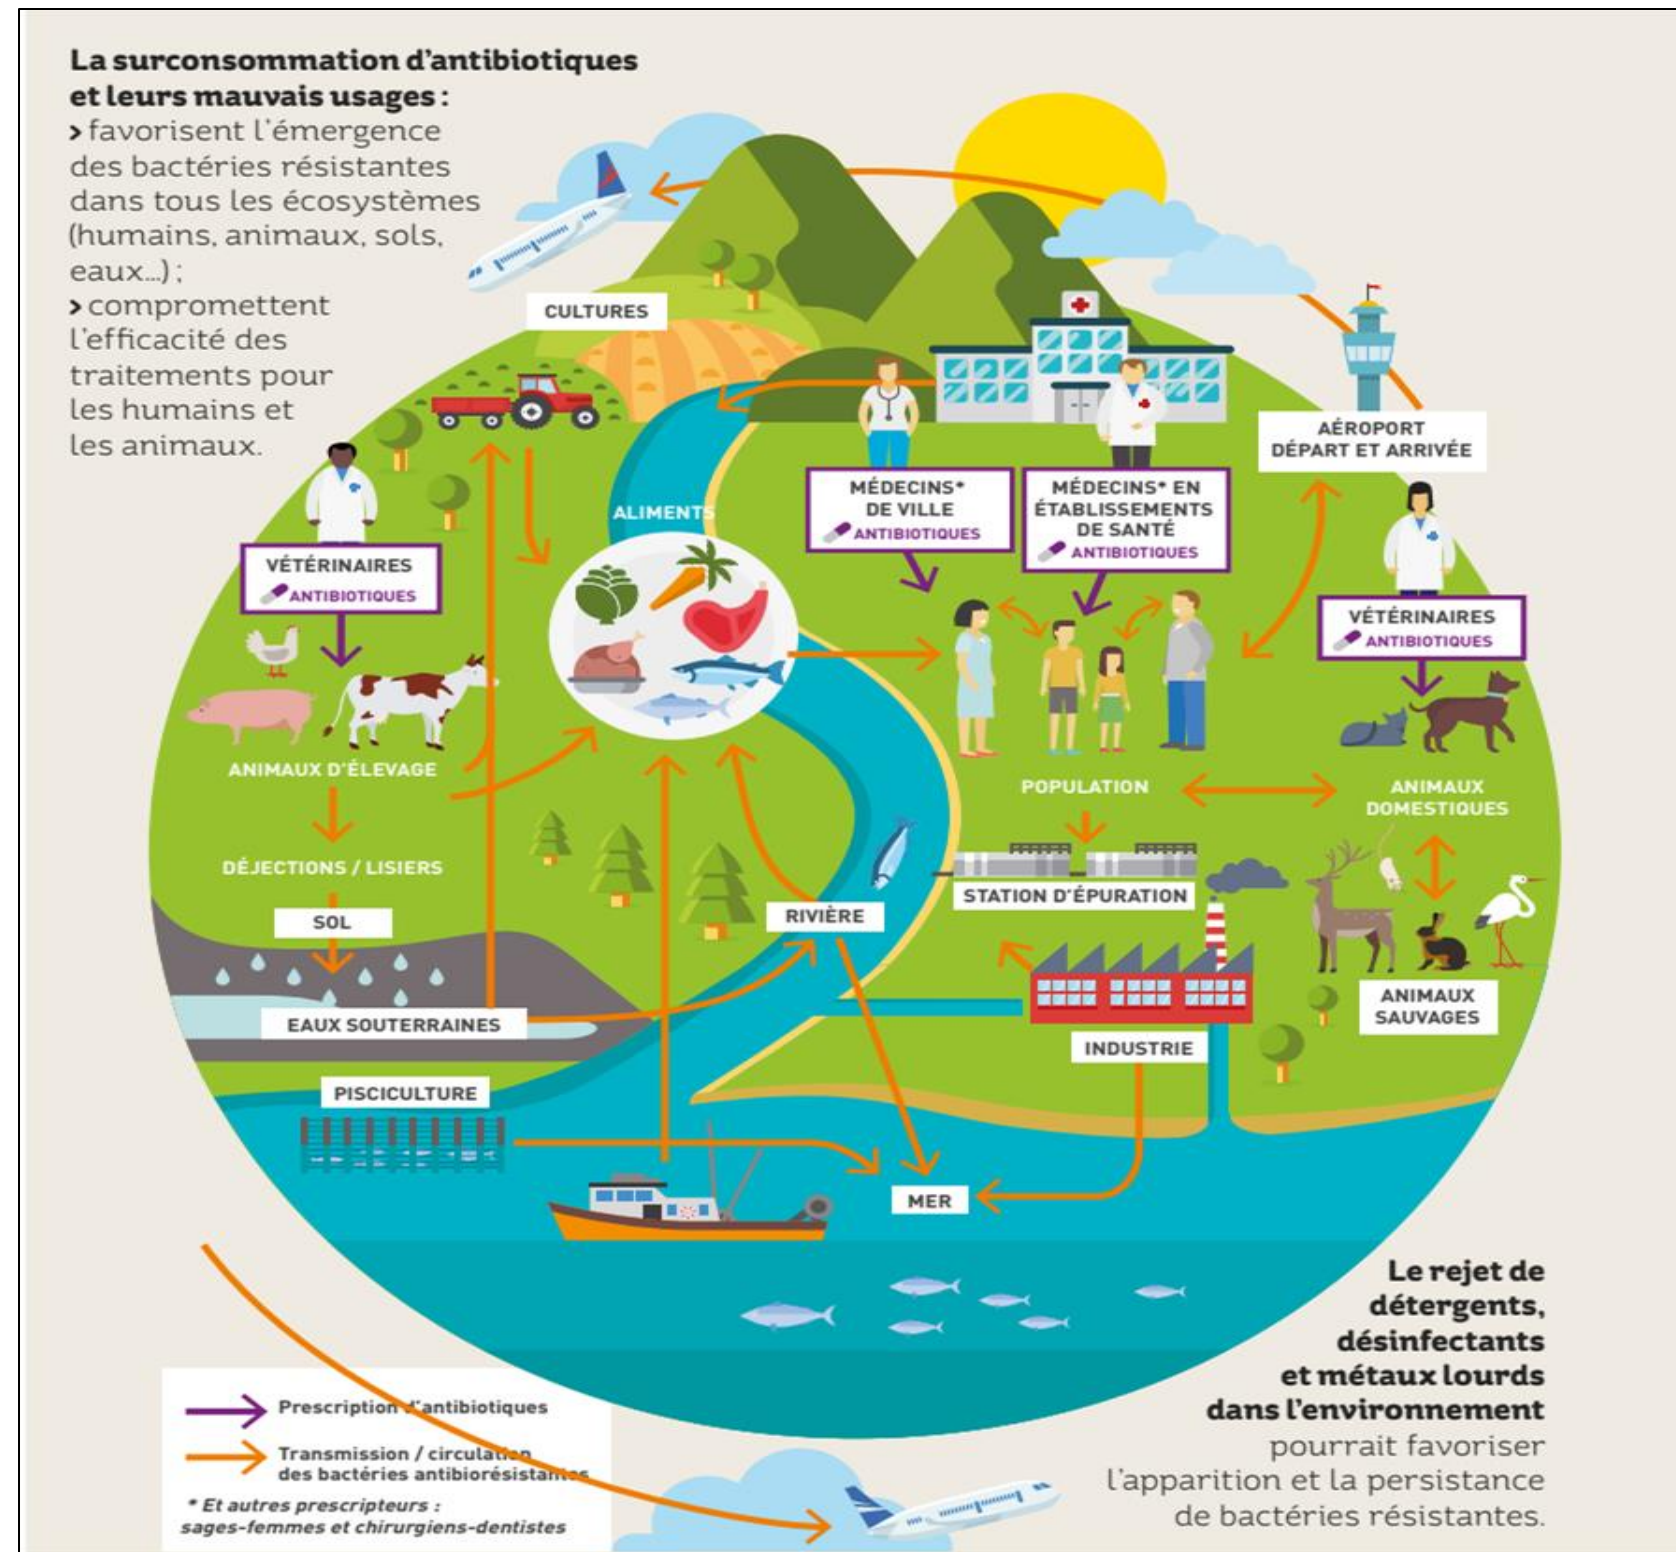 La surconsommation d'antibiotiques
et leurs mauvais usages :
> favorisent l'émergence
des bactéries résistantes
dans tous les écosystèmes
(humains, animaux, sols,
eaux...) ;
> compromettent
l'efficacité des
traitements pour
les humains et
les animaux.
CULTURES
AÉROPORT
DÉPART ET ARRIVÉE
MÉDECINS*
DE VILLE
ANTIBIOTIQUES
MÉDECINS* EN
ÉTABLISSEMENTS
DE SANTÉ
ANTIBIOTIQUES
ALIMENTS
VÉTÉRINAIRES
ANTIBIOTIQUES
VÉTÉRINAIRES
ANTIBIOTIQUES
ANIMAUX D'ÉLEVAGE
POPULATION
ANIMAUX
DOMESTIQUES
DÉJECTIONS / LISIERS
STATION D'ÉPURATION
SOL
RIVIÈRE
ANIMAUX
SAUVAGES
EAUX SOUTERRAINES
INDUSTRIE
PISCICULTURE
MER
Le rejet de
détergents,
désinfectants
et métaux lourds
dans l'environnement
pourrait favoriser
l'apparition et la persistance
de bactéries résistantes.
Prescription d'antibiotiques
Transmission / circulation
des bactéries antibiorésistantes
* Et autres prescripteurs :
sages-femmes et chirurgiens-dentistes